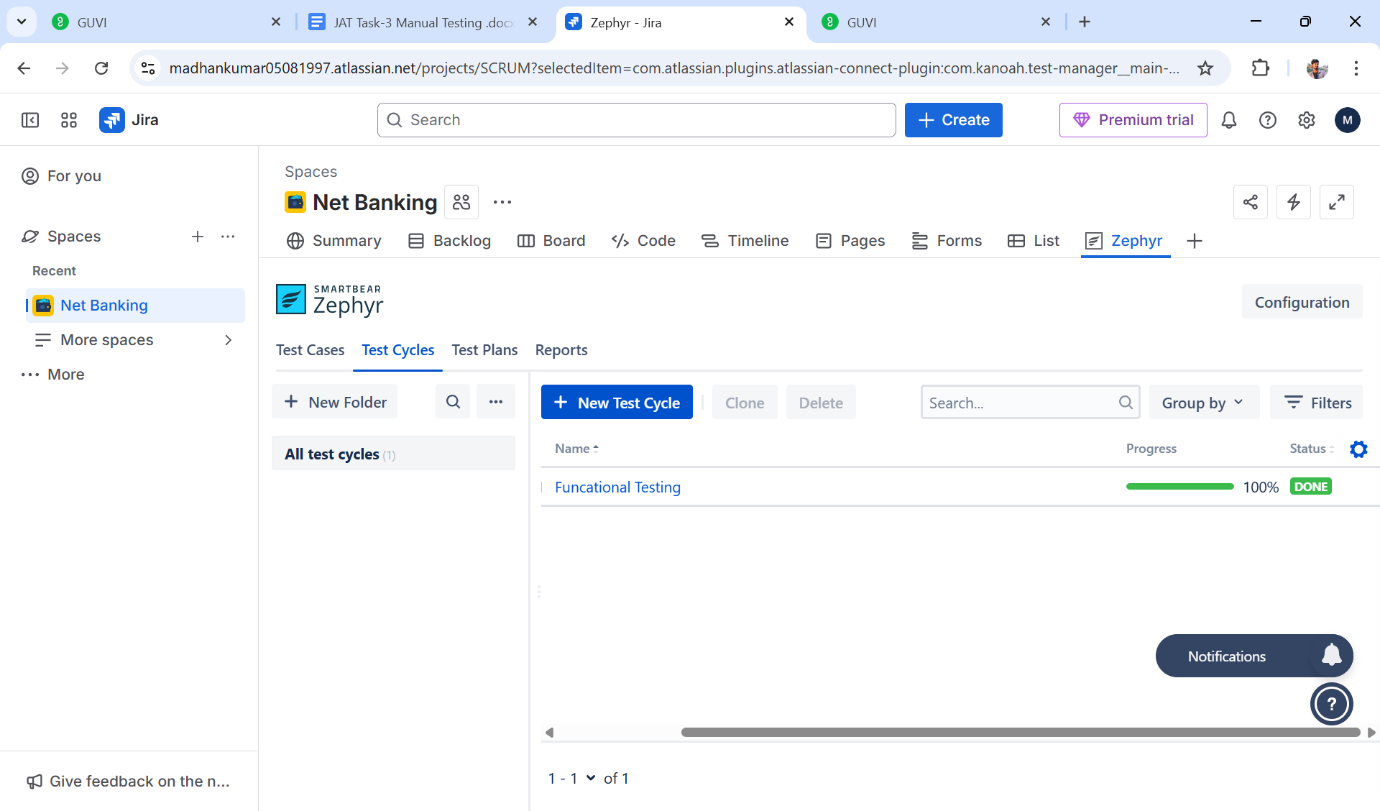 GUVI
JAT Task-3 Manual Testing .docx
Zephyr - Jira
GUVI
madhankumar05081997.atlassian.net/projects/SCRUM?selectedItem=com.atlassian.plugins.atlassian-connect-plugin:com.kanoah.test-manager__main-...
Jira
Search
+ Create
Premium trial
M
For you
Spaces
Recent
Net Banking
More spaces
More
Give feedback on the n...
Spaces
Net Banking
Summary
Backlog
Board
Code
Timeline
Pages
Forms
List
Zephyr
SMARTBEAR
Zephyr
Configuration
Test Cases
Test Cycles
Test Plans
Reports
+ New Folder
+ New Test Cycle
Clone
Delete
Search...
Group by
Filters
All test cycles (1)
Name
Progress
Status
Funcational Testing
100%
DONE
Notifications
?
1 - 1 of 1